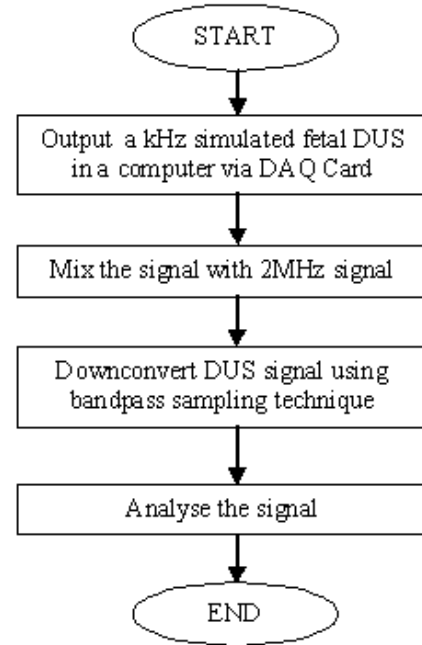 START
Output a kHz simulated fetal DUS
in a computer via DAQ Card
Mix the signal with 2MHz signal
Downconvert DUS signal using
bandpass sampling technique
Analyse the signal
END